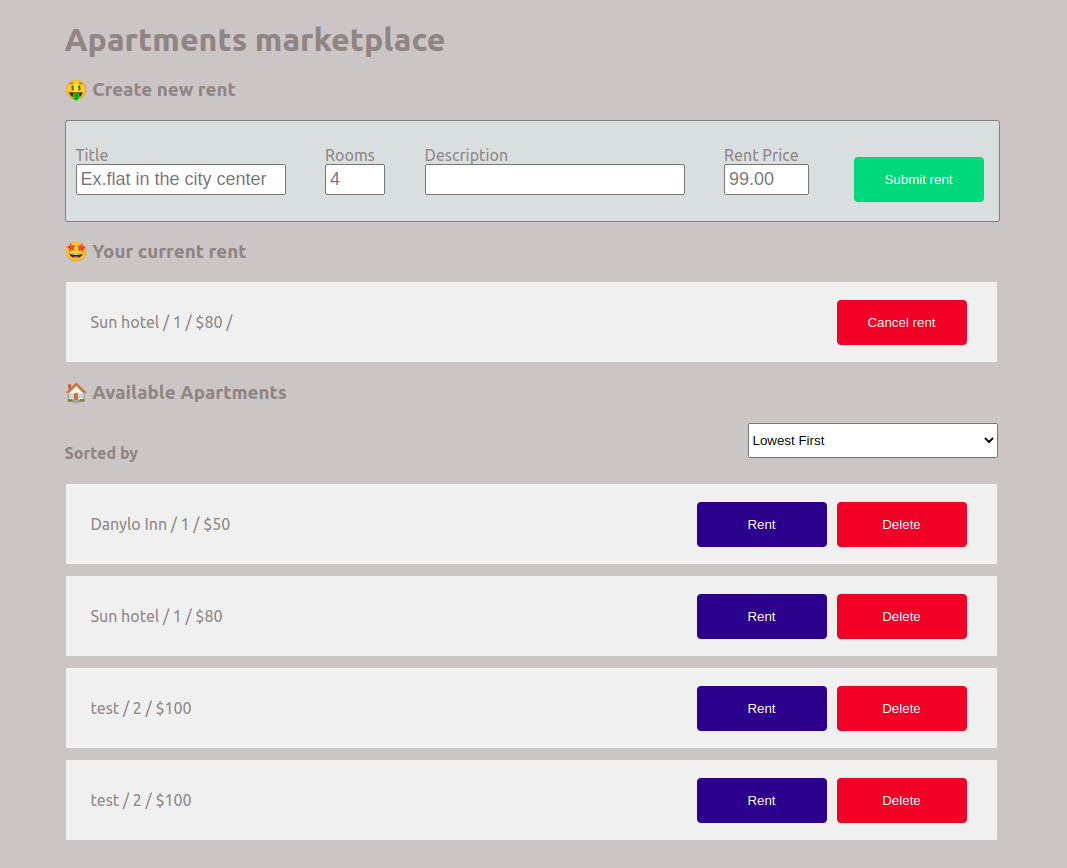 Apartments marketplace
🤑 Create new rent
Title Rooms Description Rent Price
Ex.flat in the city center 4 99.00 Submit rent
🤩 Your current rent
Sun hotel / 1 / $80 / Cancel rent
🏠 Available Apartments
Sorted by Lowest First
Danylo Inn / 1 / $50 Rent Delete
Sun hotel / 1 / $80 Rent Delete
test / 2 / $100 Rent Delete
test / 2 / $100 Rent Delete